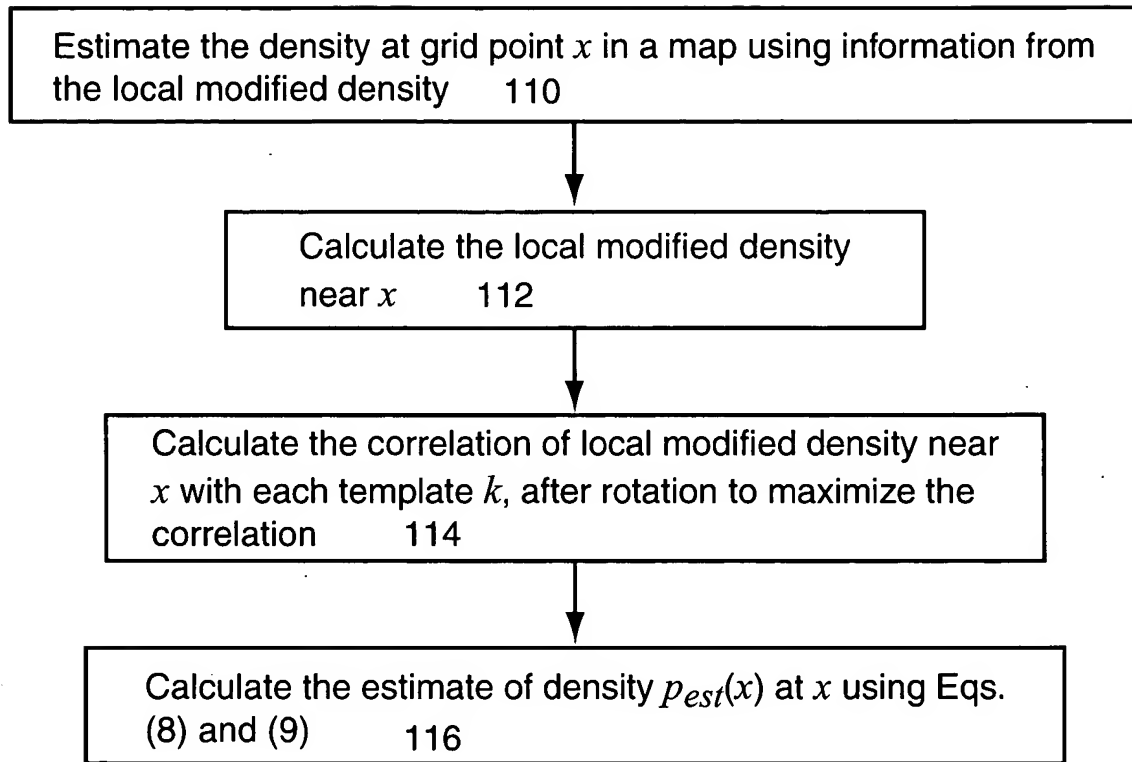 Estimate the density at grid point x in a map using information from
the local modified density 110
Calculate the local modified density
near x 112
Calculate the correlation of local modified density near
x with each template k, after rotation to maximize the
correlation 114
Calculate the estimate of density p_est(x) at x using Eqs.
(8) and (9) 116